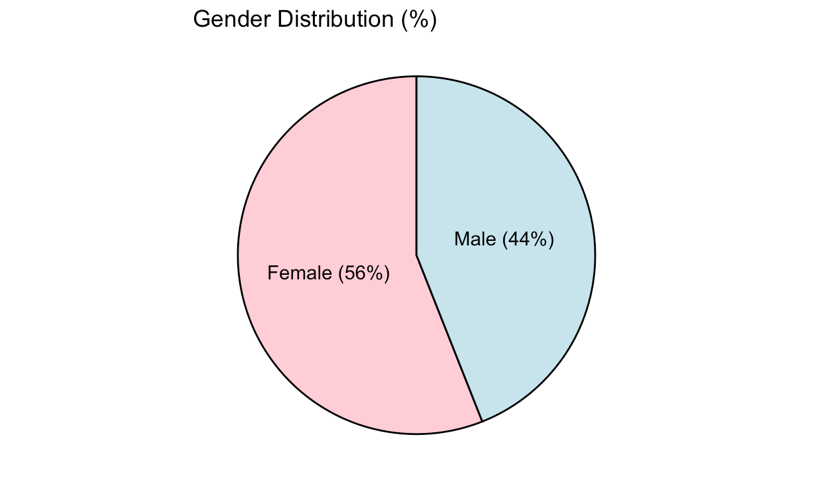 Gender Distribution (%)
Male (44%)
Female (56%)